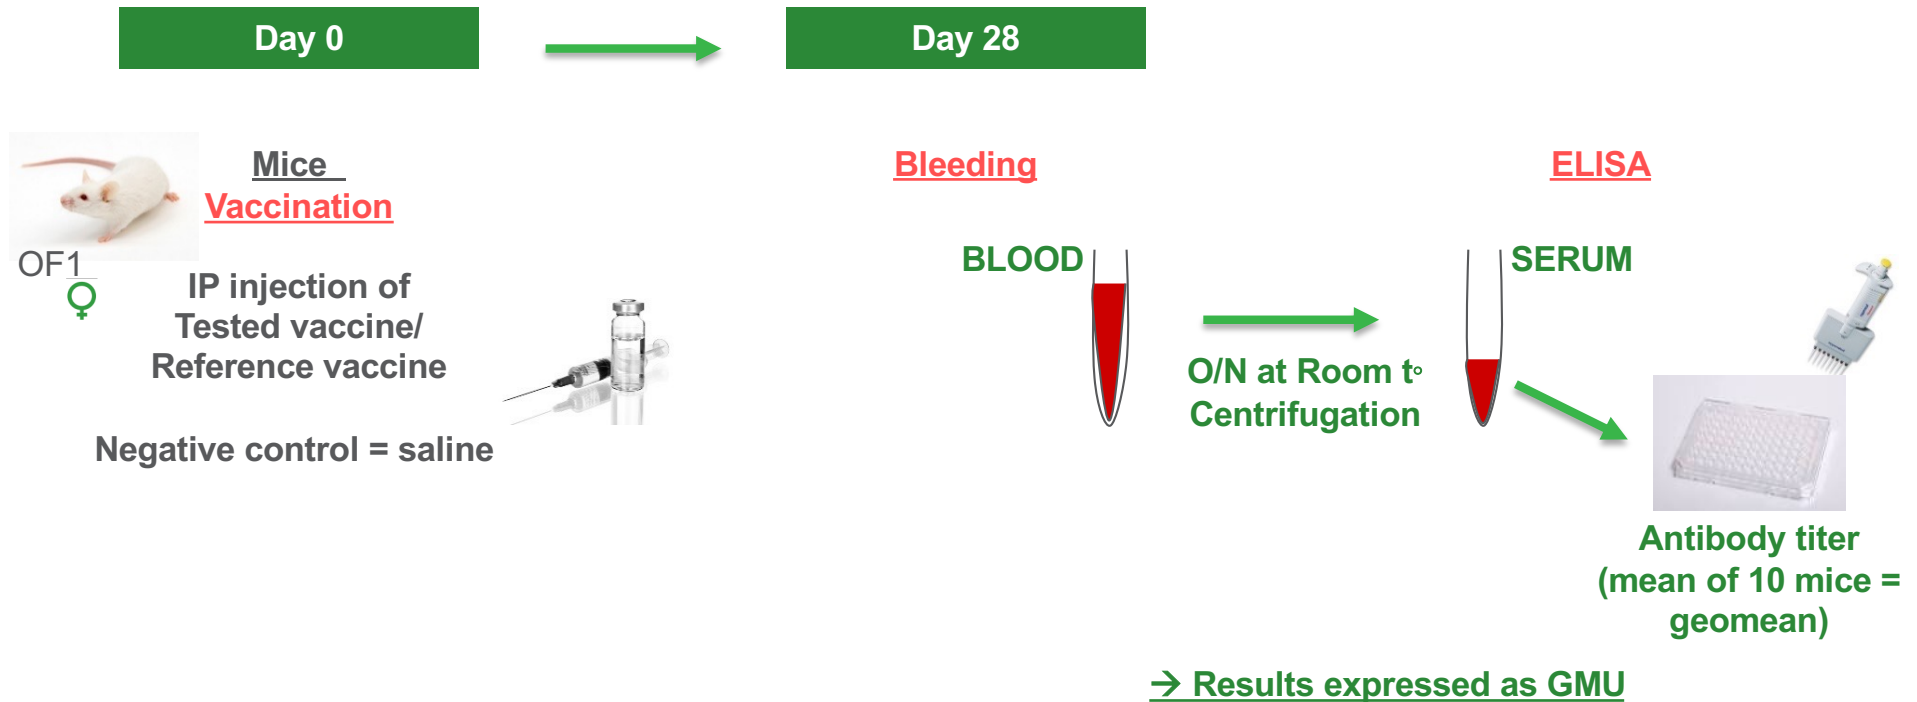 Day 0
Day 28
Mice
Vaccination
OF1
♀
IP injection of
Tested vaccine/
Reference vaccine
Negative control = saline
Bleeding
BLOOD
O/N at Room t°
Centrifugation
ELISA
SERUM
Antibody titer
(mean of 10 mice =
geomean)
→ Results expressed as GMU